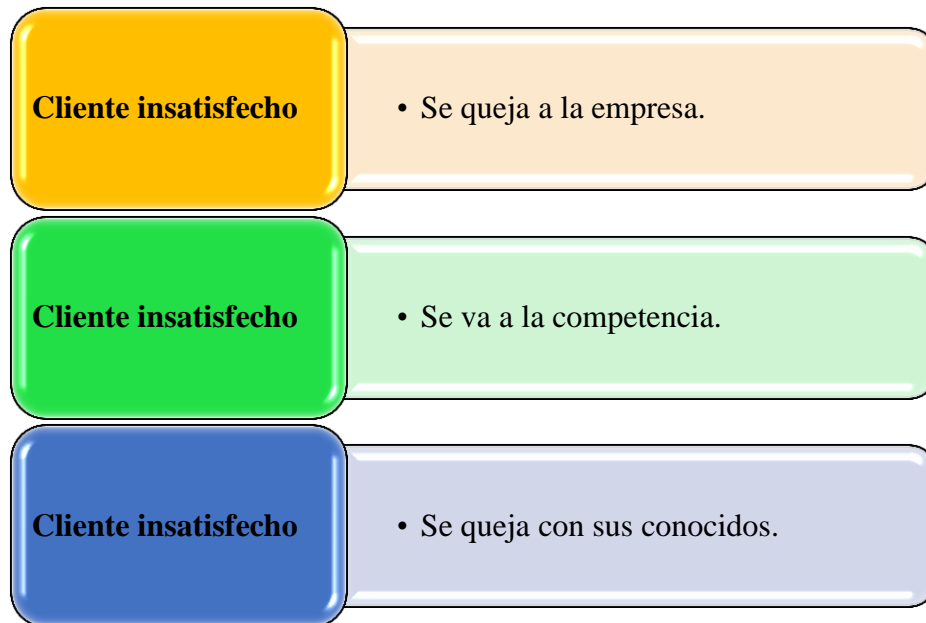 Cliente insatisfecho
• Se queja a la empresa.
Cliente insatisfecho
• Se va a la competencia.
Cliente insatisfecho
• Se queja con sus conocidos.